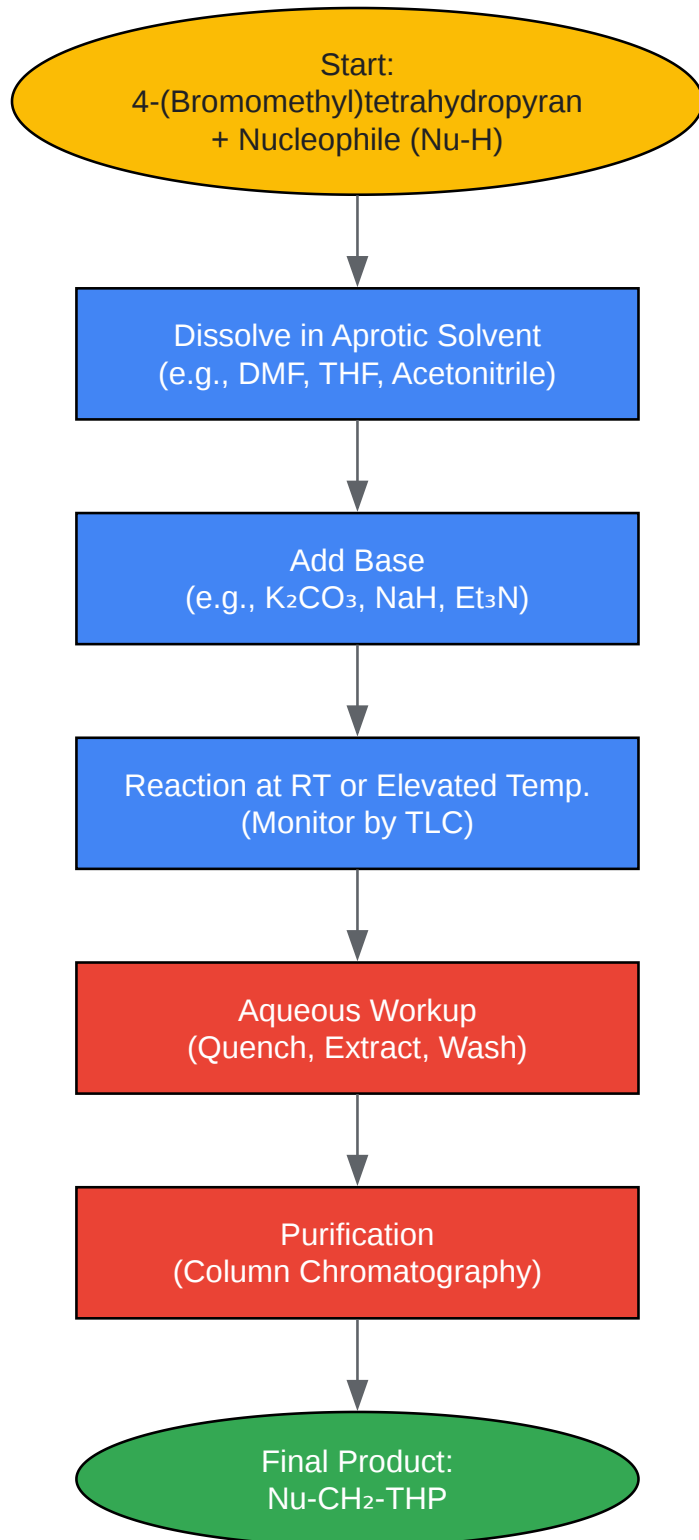 Start:
4-(Bromomethyl)tetrahydropyran
+ Nucleophile (Nu-H)
Dissolve in Aprotic Solvent
(e.g., DMF, THF, Acetonitrile)
Add Base
(e.g., K₂CO₃, NaH, Et₃N)
Reaction at RT or Elevated Temp.
(Monitor by TLC)
Aqueous Workup
(Quench, Extract, Wash)
Purification
(Column Chromatography)
Final Product:
Nu-CH₂-THP